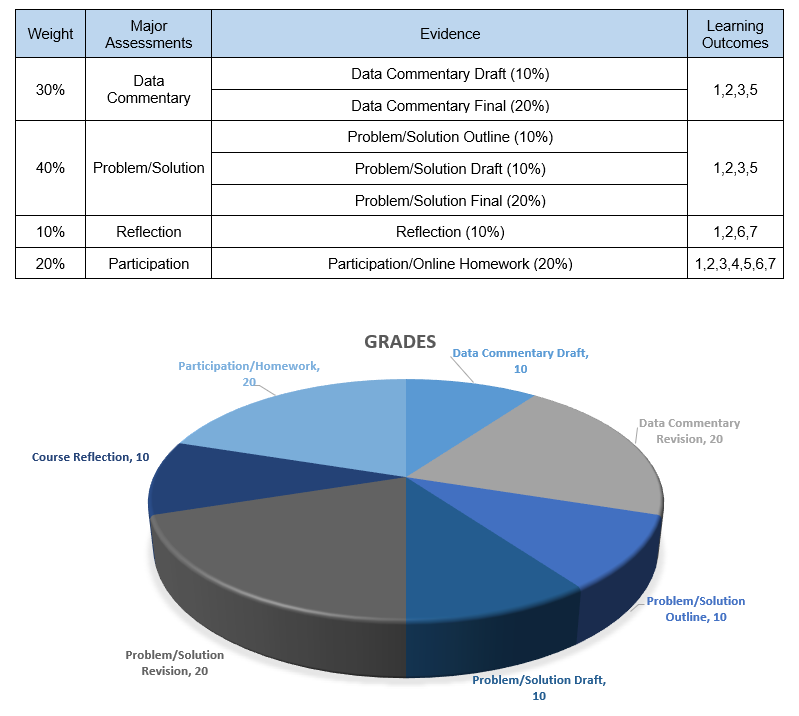 Weight
Major
Assessments
Evidence
Learning
Outcomes
30%
Data
Commentary
Data Commentary Draft (10%)
Data Commentary Final (20%)
1,2,3,5
40%
Problem/Solution
Problem/Solution Outline (10%)
Problem/Solution Draft (10%)
Problem/Solution Final (20%)
1,2,3,5
10%
Reflection
Reflection (10%)
1,2,6,7
20%
Participation
Participation/Online Homework (20%)
1,2,3,4,5,6,7
GRADES
Data Commentary Draft,
10
Participation/Homework,
20
Data Commentary
Revision, 20
Course Reflection, 10
Problem/Solution
Outline, 10
Problem/Solution
Revision, 20
Problem/Solution Draft,
10